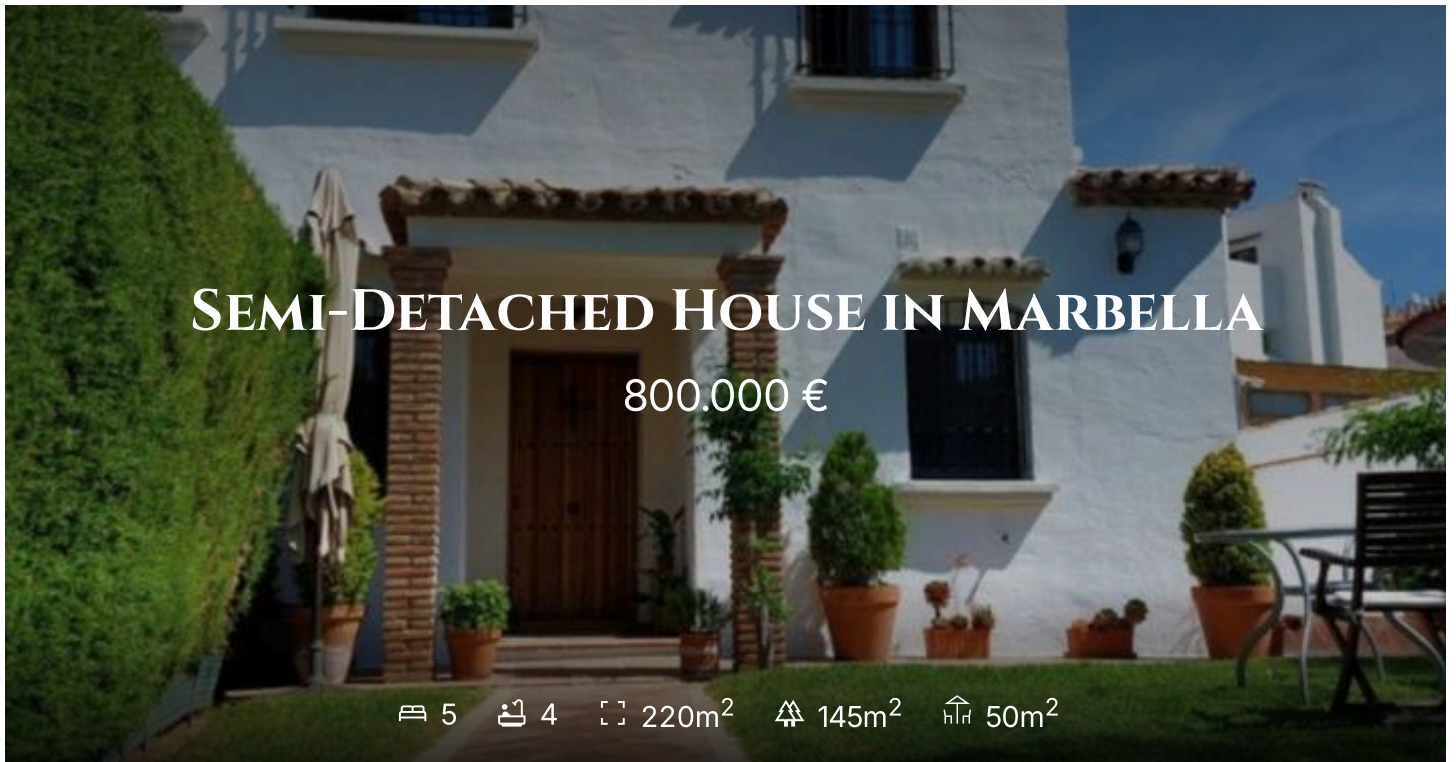 Semi-Detached House in Marbella
800.000 €
5 4 220m² 145m² 50m²